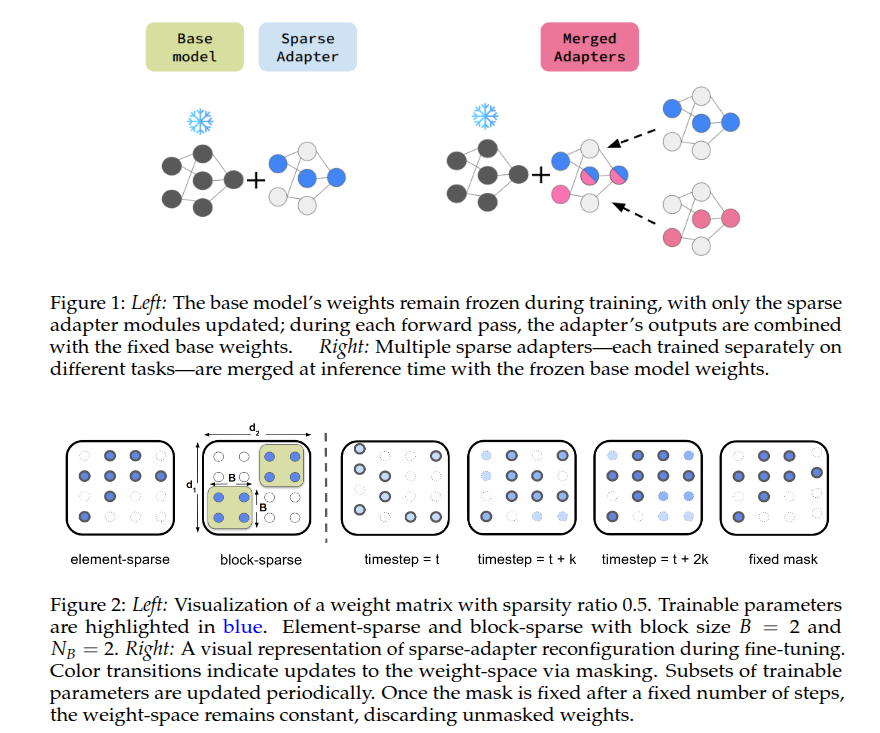 Base
model
Sparse
Adapter
Merged
Adapters
+
+
Figure 1: Left: The base model's weights remain frozen during training, with only the sparse
adapter modules updated; during each forward pass, the adapter's outputs are combined
with the fixed base weights. Right: Multiple sparse adapters—each trained separately on
different tasks—are merged at inference time with the frozen base model weights.
d2
d1
B
B
element-sparse
block-sparse
timestep = t
timestep = t + k
timestep = t + 2k
fixed mask
Figure 2: Left: Visualization of a weight matrix with sparsity ratio 0.5. Trainable parameters
are highlighted in blue. Element-sparse and block-sparse with block size B = 2 and
NB = 2. Right: A visual representation of sparse-adapter reconfiguration during fine-tuning.
Color transitions indicate updates to the weight-space via masking. Subsets of trainable
parameters are updated periodically. Once the mask is fixed after a fixed number of steps,
the weight-space remains constant, discarding unmasked weights.